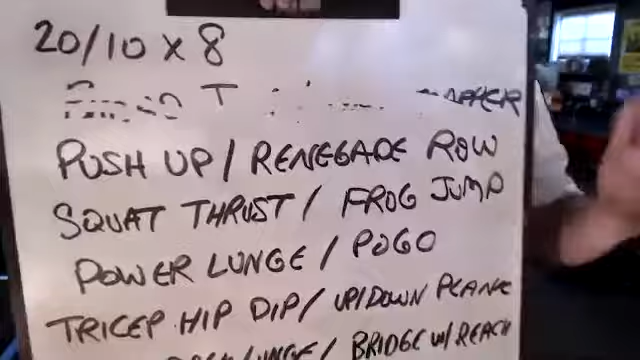 20/10 x 8
PUSH UP / RENEGADE ROW
SQUAT THRUST / FROG JUMP
POWER LUNGE / POGO
TRICEP HIP DIP / UP/DOWN PLANK
LUNGE / BRIDGE W/ REACH